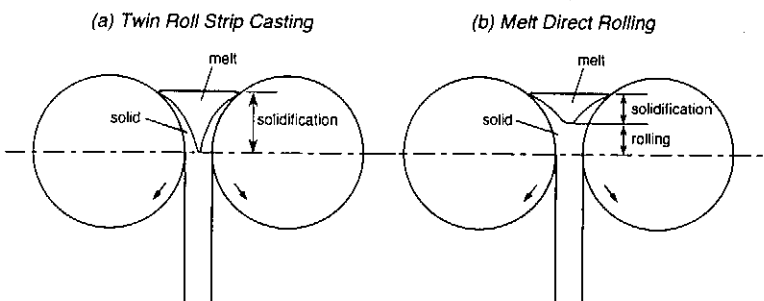 (a) Twin Roll Strip Casting
melt
solid
solidification
(b) Melt Direct Rolling
melt
solid
solidification
rolling